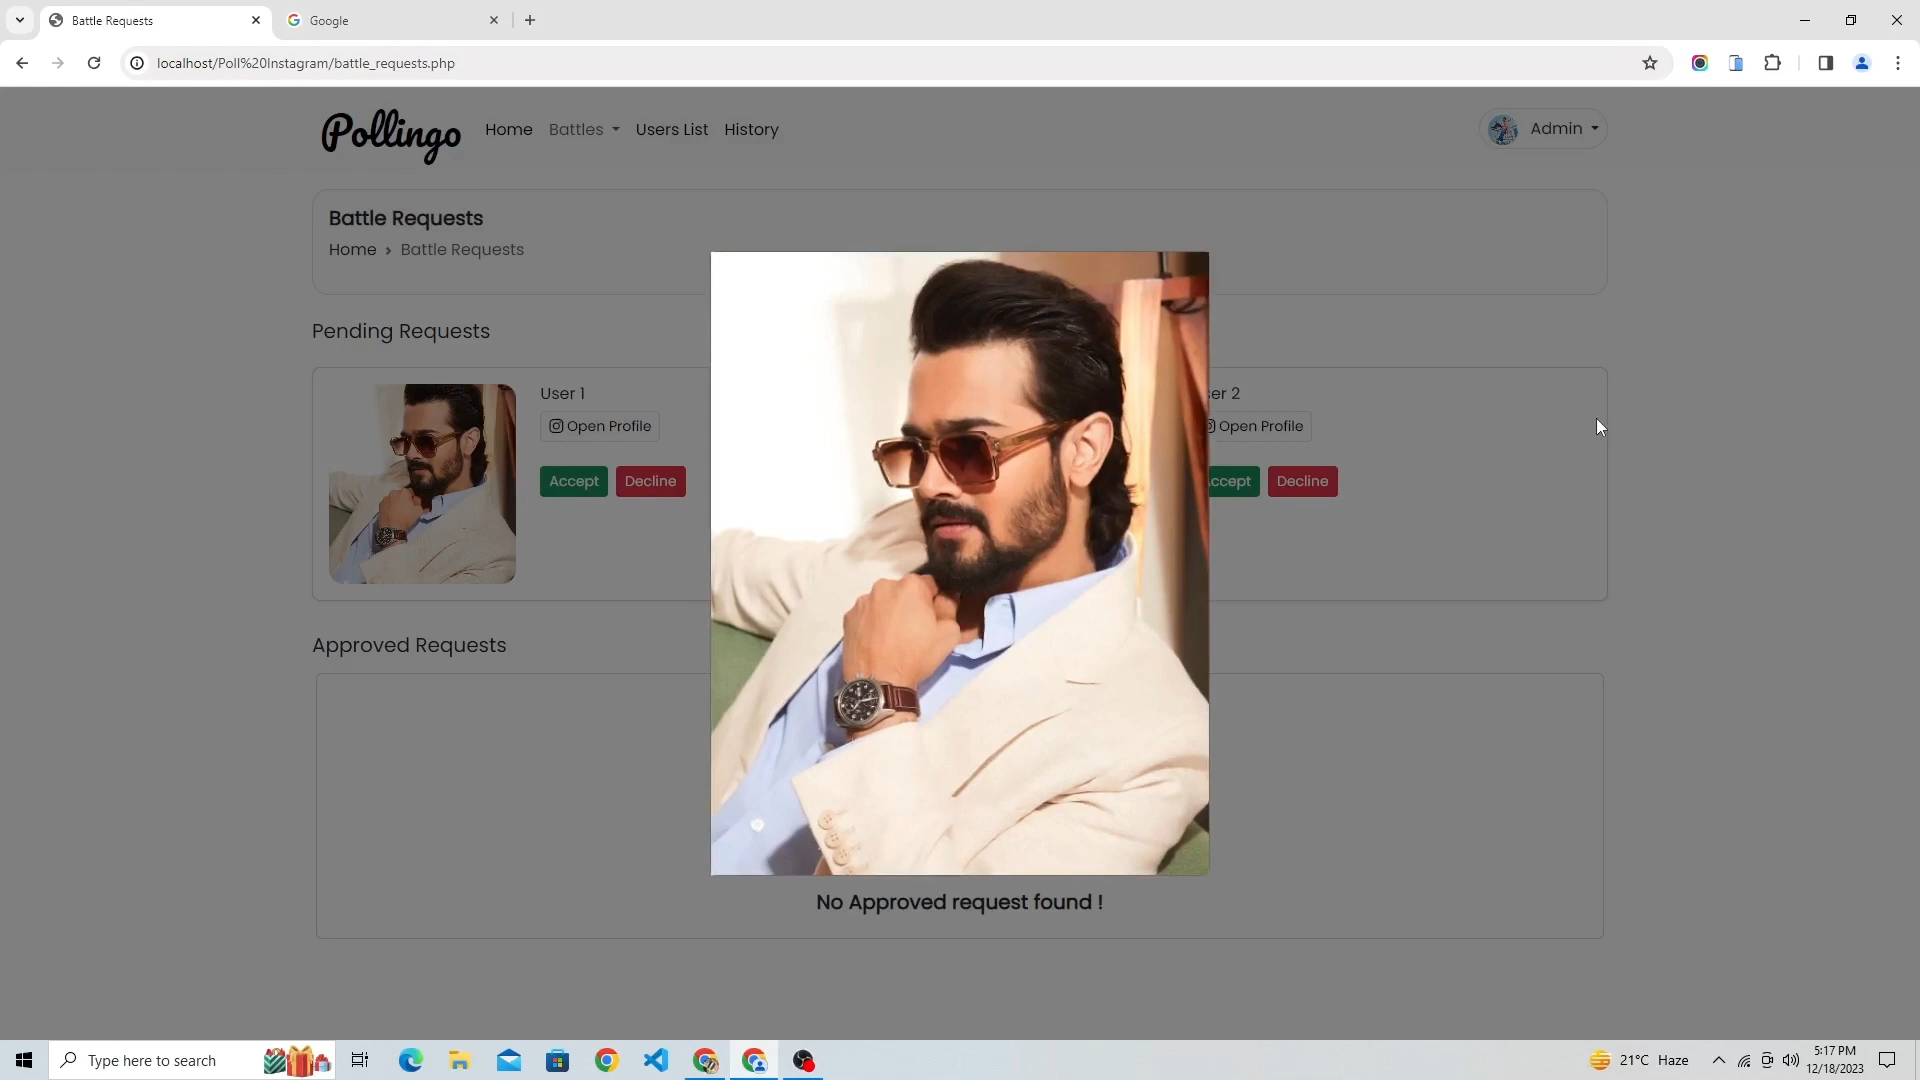 Battle Requests
Google
localhost/Poll%20Instagram/battle_requests.php
Pollingo
Home
Battles
Users List
History
Admin
Battle Requests
Home › Battle Requests
Pending Requests
User 1
Open Profile
Accept
Decline
er 2
Open Profile
ccept
Decline
Approved Requests
No Approved request found !
Type here to search
21°C Haze
5:17 PM
12/18/2023